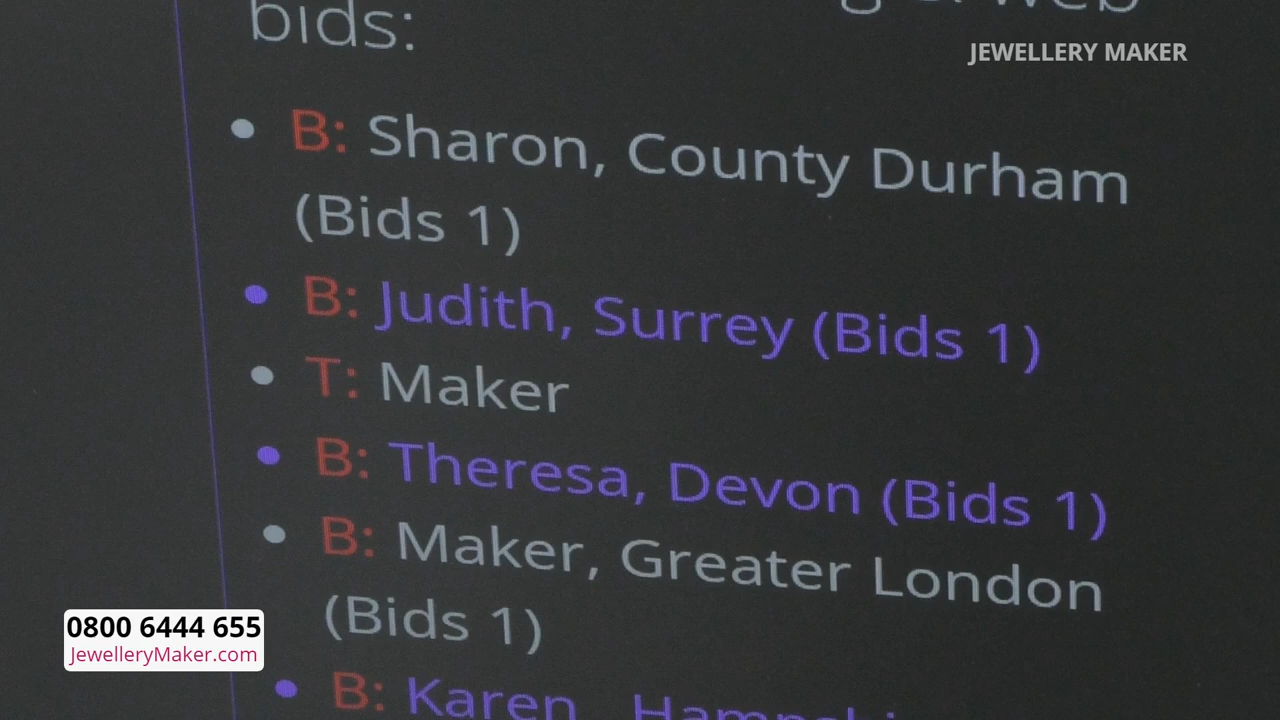 bids:
JEWELLERY MAKER
B: Sharon, County Durham
(Bids 1)
B: Judith, Surrey (Bids 1)
T: Maker
B: Theresa, Devon (Bids 1)
B: Maker, Greater London
(Bids 1)
B: Karen,
0800 6444 655
JewelleryMaker.com